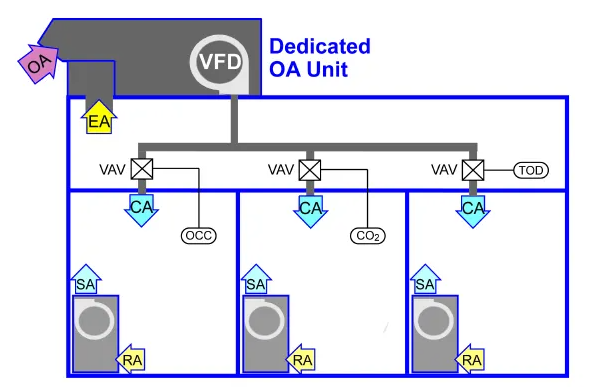 Dedicated
OA Unit
VFD
OA
EA
VAV
VAV
VAV
TOD
CA
CA
CA
OCC
CO₂
SA
SA
SA
RA
RA
RA